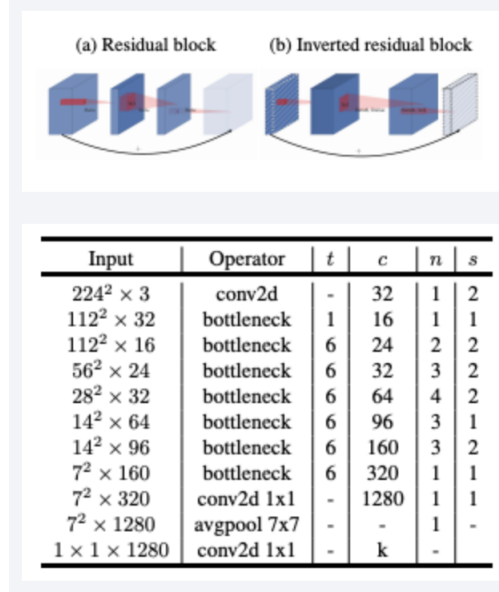 (a) Residual block (b) Inverted residual block
Input Operator t c n s
224² × 3 conv2d - 32 1 2
112² × 32 bottleneck 1 16 1 1
112² × 16 bottleneck 6 24 2 2
56² × 24 bottleneck 6 32 3 2
28² × 32 bottleneck 6 64 4 2
14² × 64 bottleneck 6 96 3 1
14² × 96 bottleneck 6 160 3 2
7² × 160 bottleneck 6 320 1 1
7² × 320 conv2d 1x1 - 1280 1 1
7² × 1280 avgpool 7x7 - - 1 -
1 × 1 × 1280 conv2d 1x1 - k -